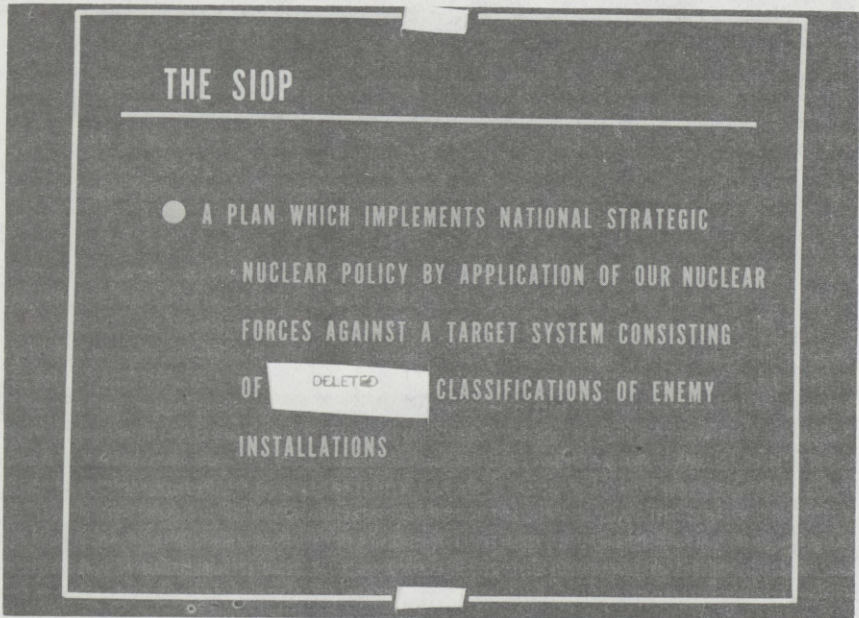 THE SIOP
● A PLAN WHICH IMPLEMENTS NATIONAL STRATEGIC
NUCLEAR POLICY BY APPLICATION OF OUR NUCLEAR
FORCES AGAINST A TARGET SYSTEM CONSISTING
OF DELETED CLASSIFICATIONS OF ENEMY
INSTALLATIONS